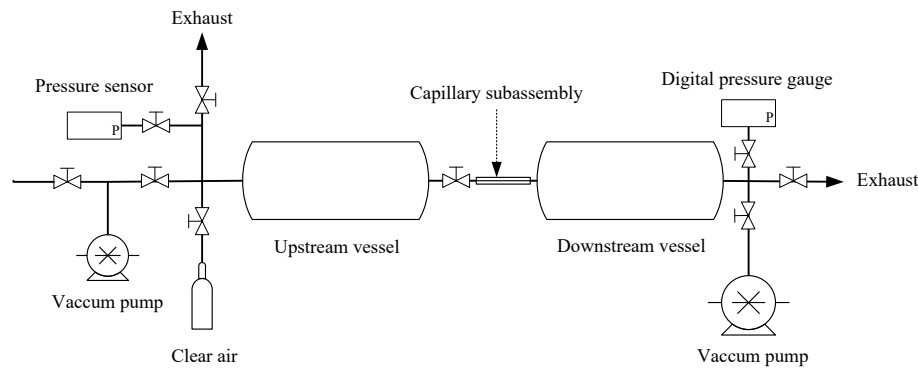 Exhaust
Pressure sensor
P
Capillary subassembly
Digital pressure gauge
P
Exhaust
Upstream vessel
Downstream vessel
Vaccum pump
Clear air
Vaccum pump